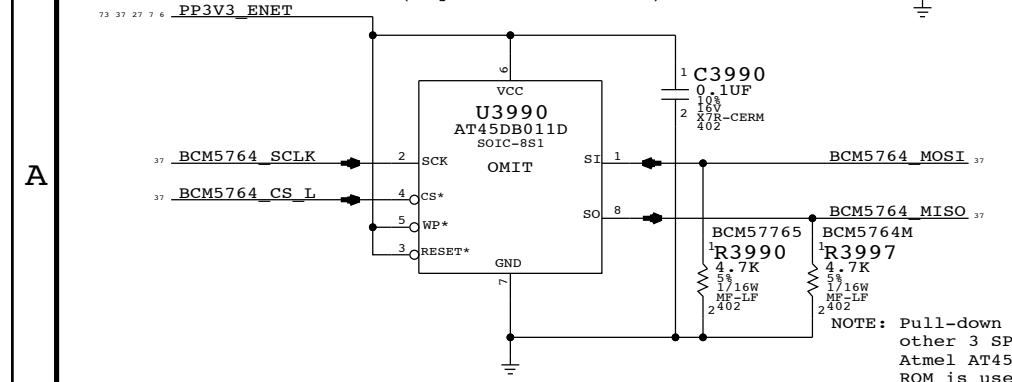 73 37 27 7 6 PP3V3_ENET
6
VCC
U3990
AT45DB011D
SOIC-8S1
OMIT
1 C3990
0.1UF
10%
16V
2 X7R-CERM
402
37 BCM5764_SCLK 2 SCK
SI 1 BCM5764_MOSI 37
37 BCM5764_CS_L 4 CS*
SO 8 BCM5764_MISO 37
5 WP*
3 RESET*
GND
7
BCM57765
1 R3990
4.7K
5%
1/16W
MF-LF
2 402
BCM5764M
1 R3997
4.7K
5%
1/16W
MF-LF
2 402
NOTE: Pull-down
other 3 SP
Atmel AT45
ROM is use
A